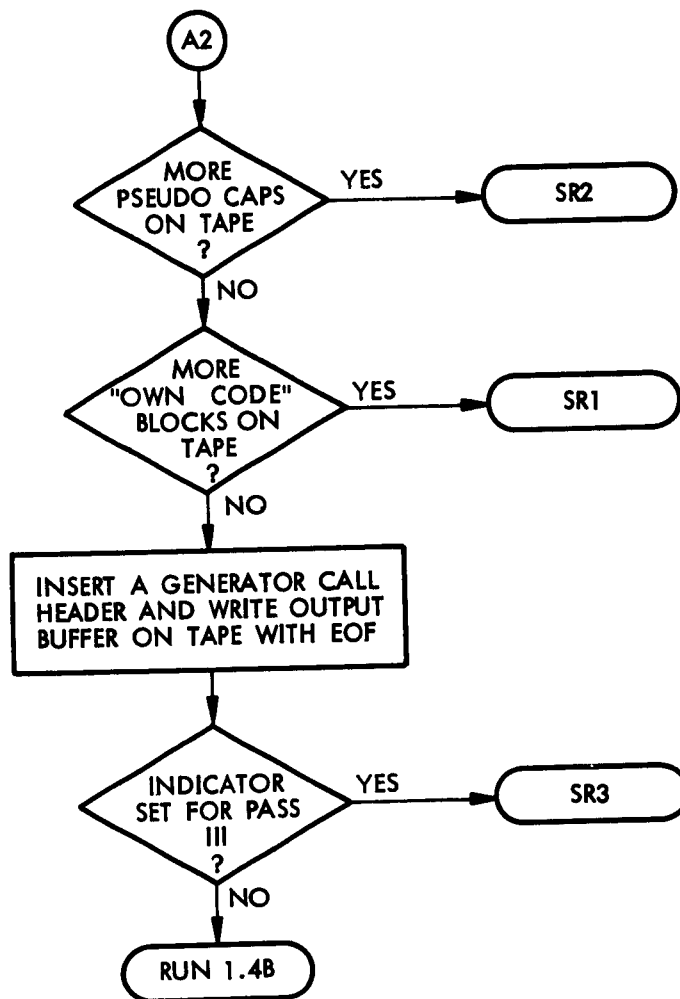 A2
MORE
PSEUDO CAPS
ON TAPE
?
YES
SR2
NO
MORE
"OWN CODE"
BLOCKS ON
TAPE
?
YES
SR1
NO
INSERT A GENERATOR CALL
HEADER AND WRITE OUTPUT
BUFFER ON TAPE WITH EOF
INDICATOR
SET FOR PASS
III
?
YES
SR3
NO
RUN 1.4B